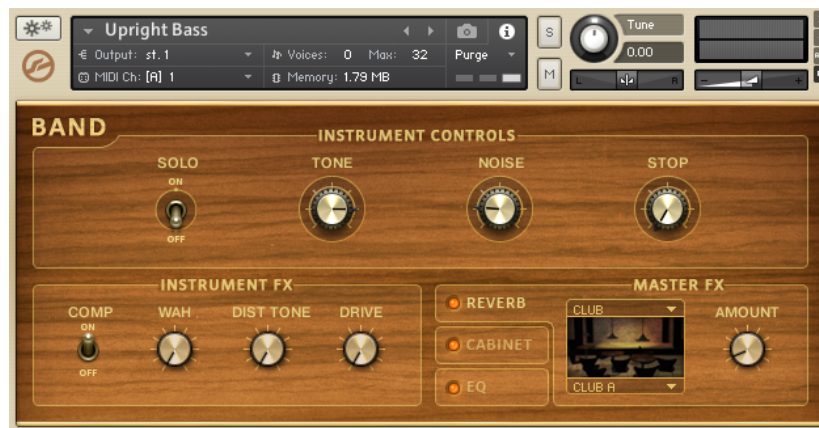 Upright Bass
Output: st. 1
Voices: 0 Max: 32
Purge
MIDI Ch: [A] 1
Memory: 1.79 MB
S
M
Tune
0.00
L R
- +
BAND
INSTRUMENT CONTROLS
SOLO TONE NOISE STOP
ON
OFF
INSTRUMENT FX
COMP WAH DIST TONE DRIVE
ON
OFF
MASTER FX
REVERB
CABINET
EQ
CLUB
CLUB A
AMOUNT